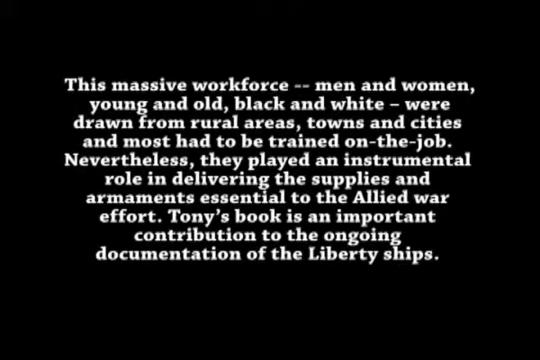 This massive workforce -- men and women,
young and old, black and white – were
drawn from rural areas, towns and cities
and most had to be trained on-the-job.
Nevertheless, they played an instrumental
role in delivering the supplies and
armaments essential to the Allied war
effort. Tony's book is an important
contribution to the ongoing
documentation of the Liberty ships.